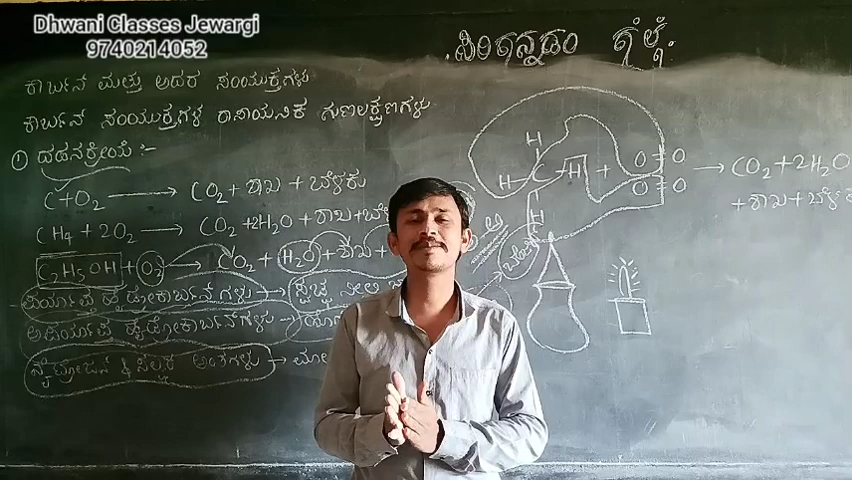 Dhwani Classes Jewargi
9740214052
ಸಿರಿಗನ್ನಡಂ ಗೆಲ್ಗೆ.
ಕಾರ್ಬನ್ ಮತ್ತು ಅದರ ಸಂಯುಕ್ತಗಳು
ಕಾರ್ಬನ್ ಸಂಯುಕ್ತಗಳ ರಾಸಾಯನಿಕ ಗುಣಲಕ್ಷಣಗಳು
① ದಹನಕ್ರಿಯೆ :-
C+O₂ → CO₂ + ಶಾಖ + ಬೆಳಕು
CH₄ + 2O₂ → CO₂ + 2H₂O + ಶಾಖ + ಬೆ
C₂H₅OH + O₂ → CO₂ + H₂O + ಶಾಖ +
ಪರ್ಯಾಪ್ತ ಹೈಡ್ರೋಕಾರ್ಬನ್ ಗಳು → ಸ್ವಚ್ಛ ನೀಲಿ
ಅಪರ್ಯಾಪ್ತ ಹೈಡ್ರೋಕಾರ್ಬನ್‌ಗಳು
ನೈಟ್ರೋಜನ್ & ಸಲ್ಫರ್ ಅಂಶಗಳು →
H
H C H + O = O
H O = O
→ CO₂ + 2H₂O
+ ಶಾಖ + ಬೆಳಕು